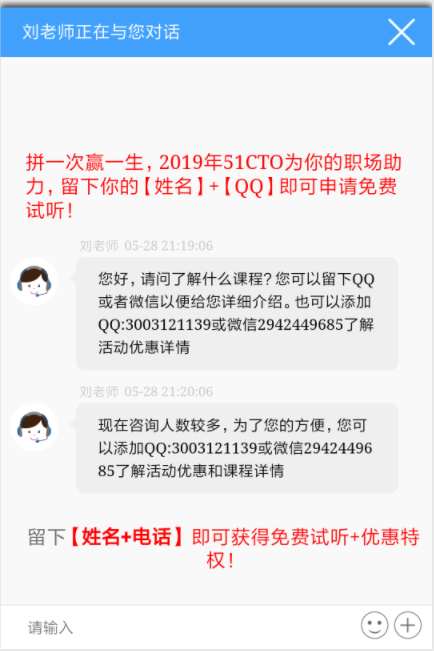 刘老师正在与您对话
拼一次赢一生，2019年51CTO为你的职场助
力，留下你的【姓名】+【QQ】即可申请免费
试听！
刘老师 05-28 21:19:06
您好，请问了解什么课程？您可以留下QQ
或者微信以便给您详细介绍。也可以添加
QQ:3003121139或微信2942449685了解
活动优惠详情
刘老师 05-28 21:20:06
现在咨询人数较多，为了您的方便，您可
以添加QQ:3003121139或微信29424496
85了解活动优惠和课程详情
留下【姓名+电话】即可获得免费试听+优惠特
权！
请输入